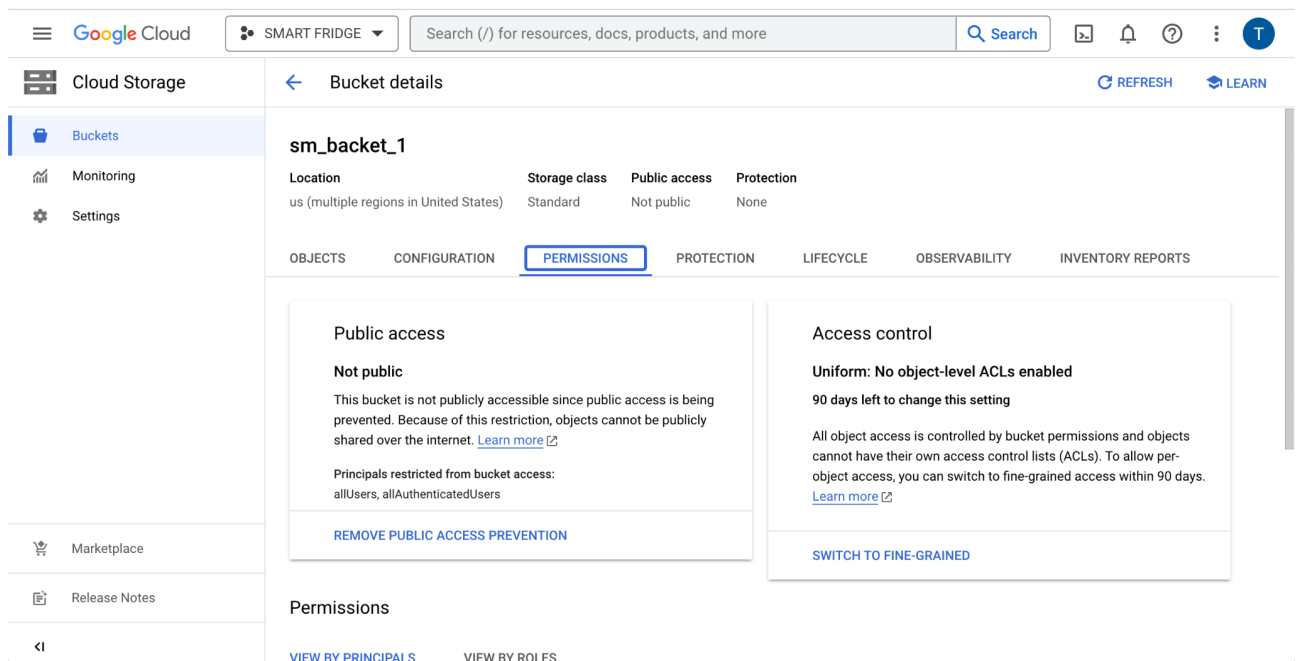 Google Cloud
SMART FRIDGE
Search (/) for resources, docs, products, and more
Search
T
Cloud Storage
Bucket details
REFRESH
LEARN
Buckets
Monitoring
Settings
Marketplace
Release Notes
sm_backet_1
Location
Storage class
Public access
Protection
us (multiple regions in United States)
Standard
Not public
None
OBJECTS
CONFIGURATION
PERMISSIONS
PROTECTION
LIFECYCLE
OBSERVABILITY
INVENTORY REPORTS
Public access
Not public
This bucket is not publicly accessible since public access is being
prevented. Because of this restriction, objects cannot be publicly
shared over the internet. Learn more
Principals restricted from bucket access:
allUsers, allAuthenticatedUsers
REMOVE PUBLIC ACCESS PREVENTION
Access control
Uniform: No object-level ACLs enabled
90 days left to change this setting
All object access is controlled by bucket permissions and objects
cannot have their own access control lists (ACLs). To allow per-
object access, you can switch to fine-grained access within 90 days.
Learn more
SWITCH TO FINE-GRAINED
Permissions
VIEW BY PRINCIPALS
VIEW BY ROLES